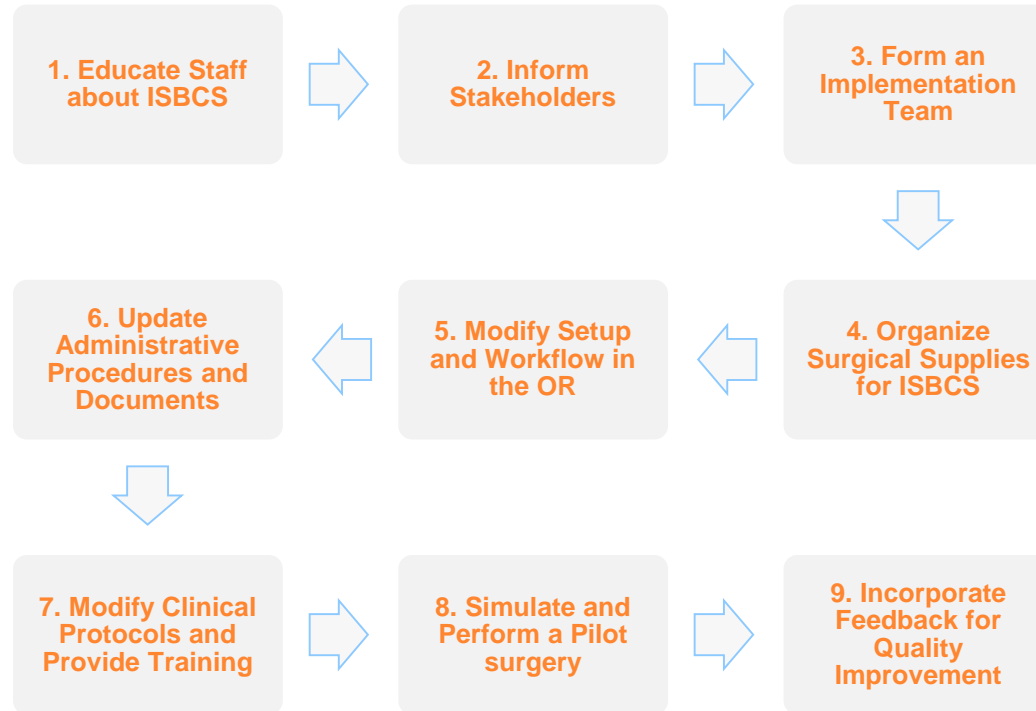 1. Educate Staff
about ISBCS
2. Inform
Stakeholders
3. Form an
Implementation
Team
4. Organize
Surgical Supplies
for ISBCS
5. Modify Setup
and Workflow in
the OR
6. Update
Administrative
Procedures and
Documents
7. Modify Clinical
Protocols and
Provide Training
8. Simulate and
Perform a Pilot
surgery
9. Incorporate
Feedback for
Quality
Improvement